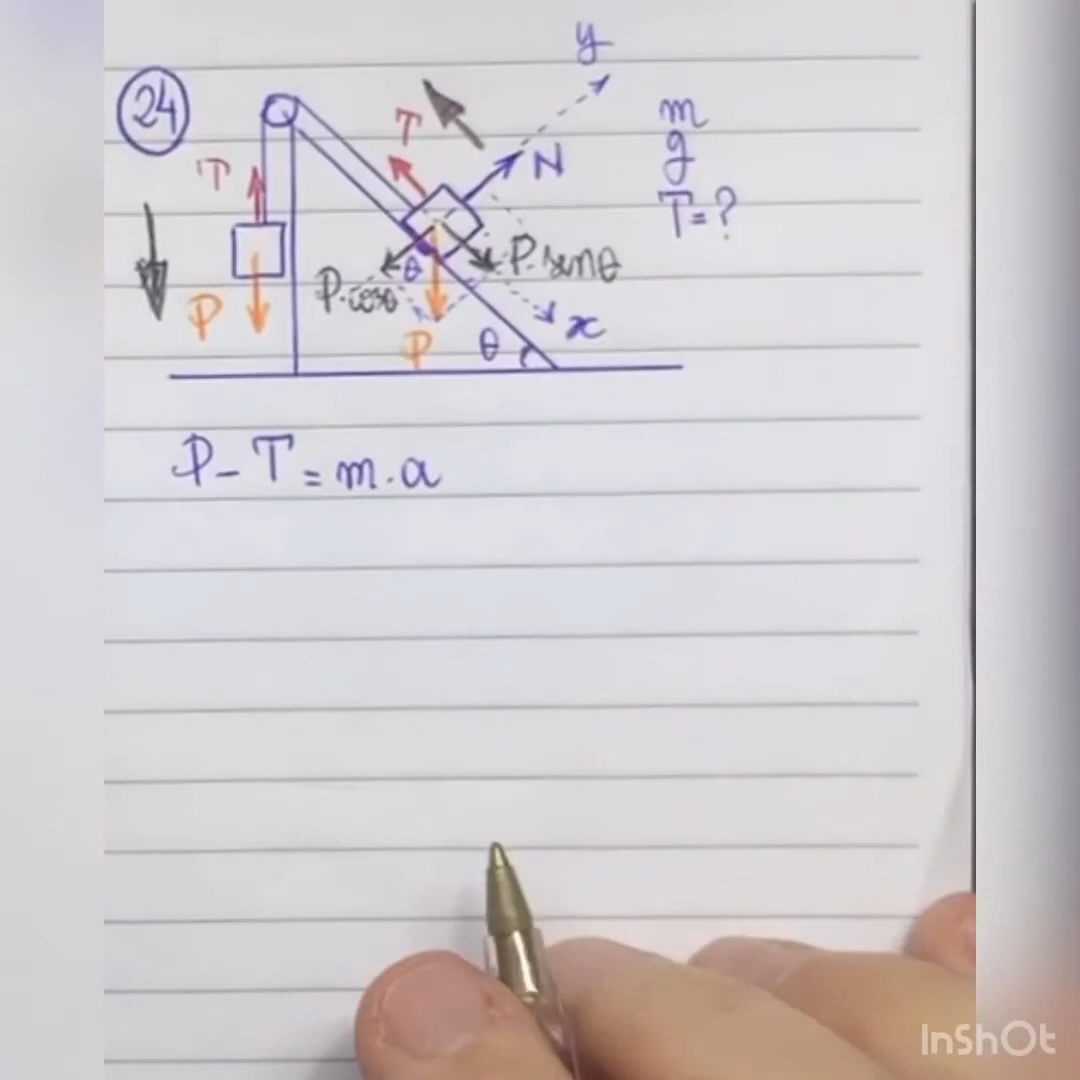 24
y
m
g
T = ?
T
N
T
P
P.cosθ
θ
P.senθ
x
P
θ
P - T = m.a
InShOt